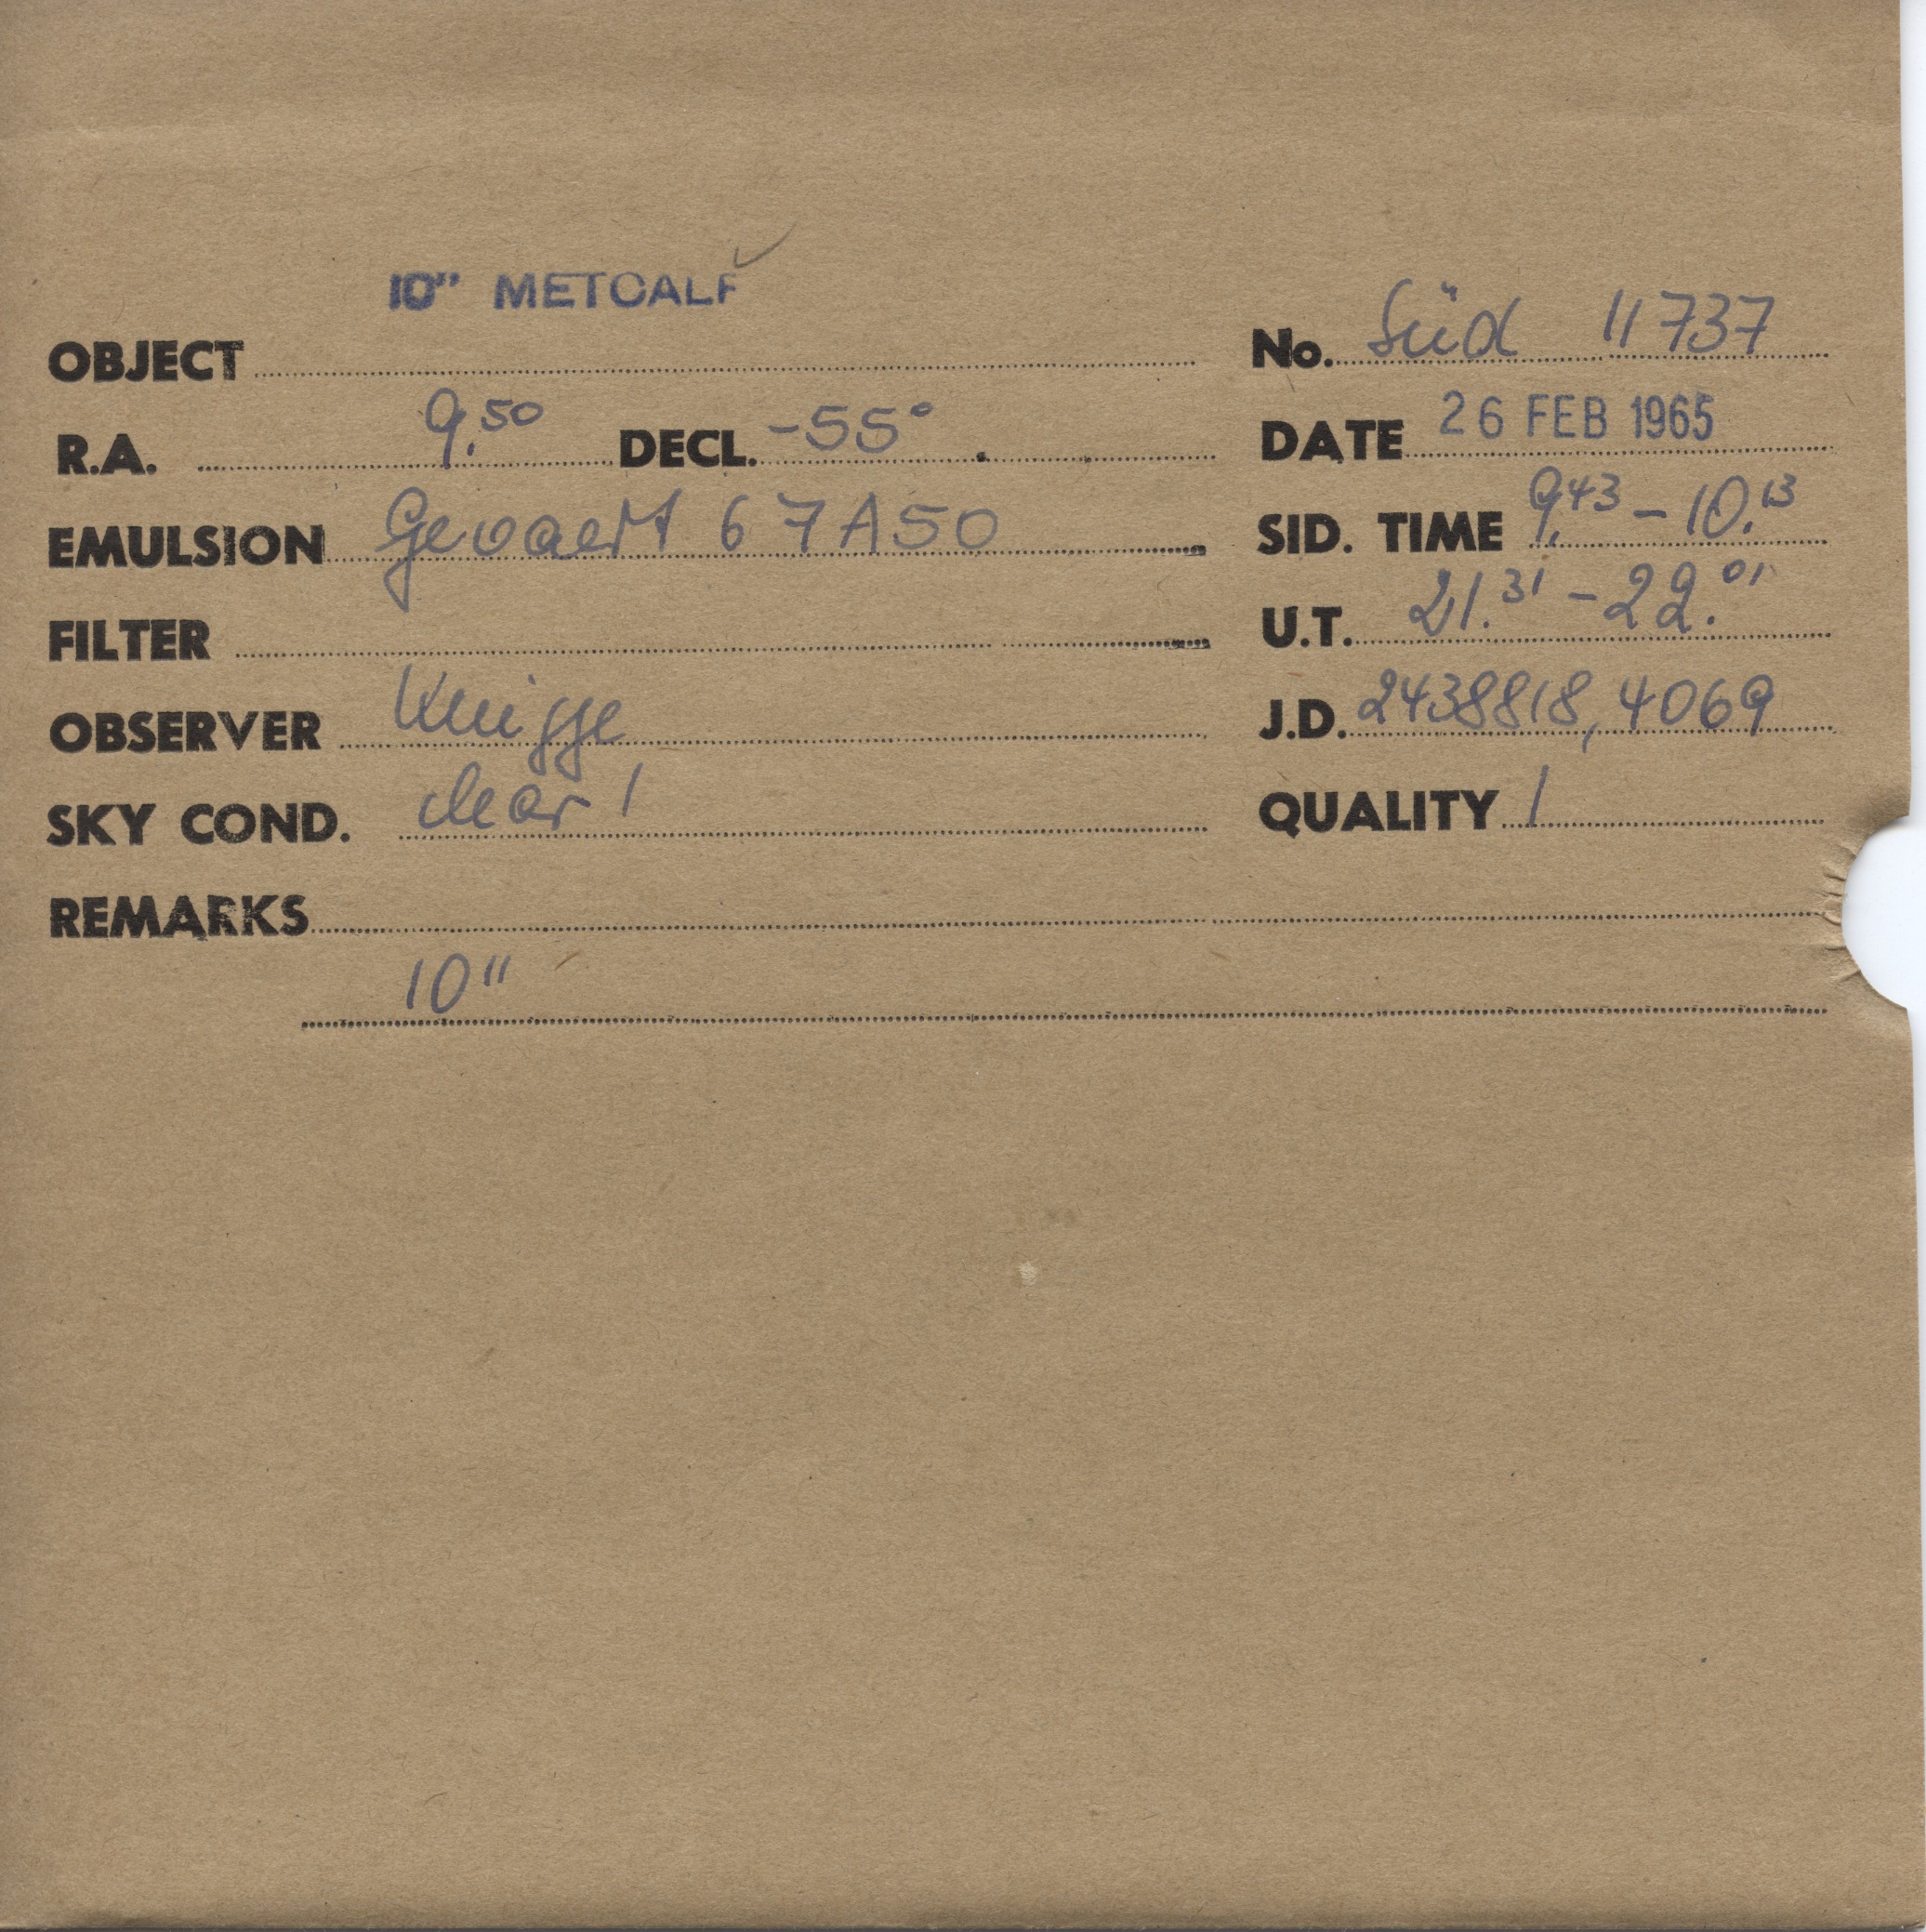 10" METCALF
OBJECT
No. Süd 11737
R.A. 9.50 DECL. -55°
DATE 26 FEB 1965
EMULSION Gevaert 67A50
SID. TIME 9.43 - 10.13
FILTER
U.T. 21.31 - 22.01
OBSERVER Knigge
J.D. 2438818,4069
SKY COND. clear 1
QUALITY 1
REMARKS
10"